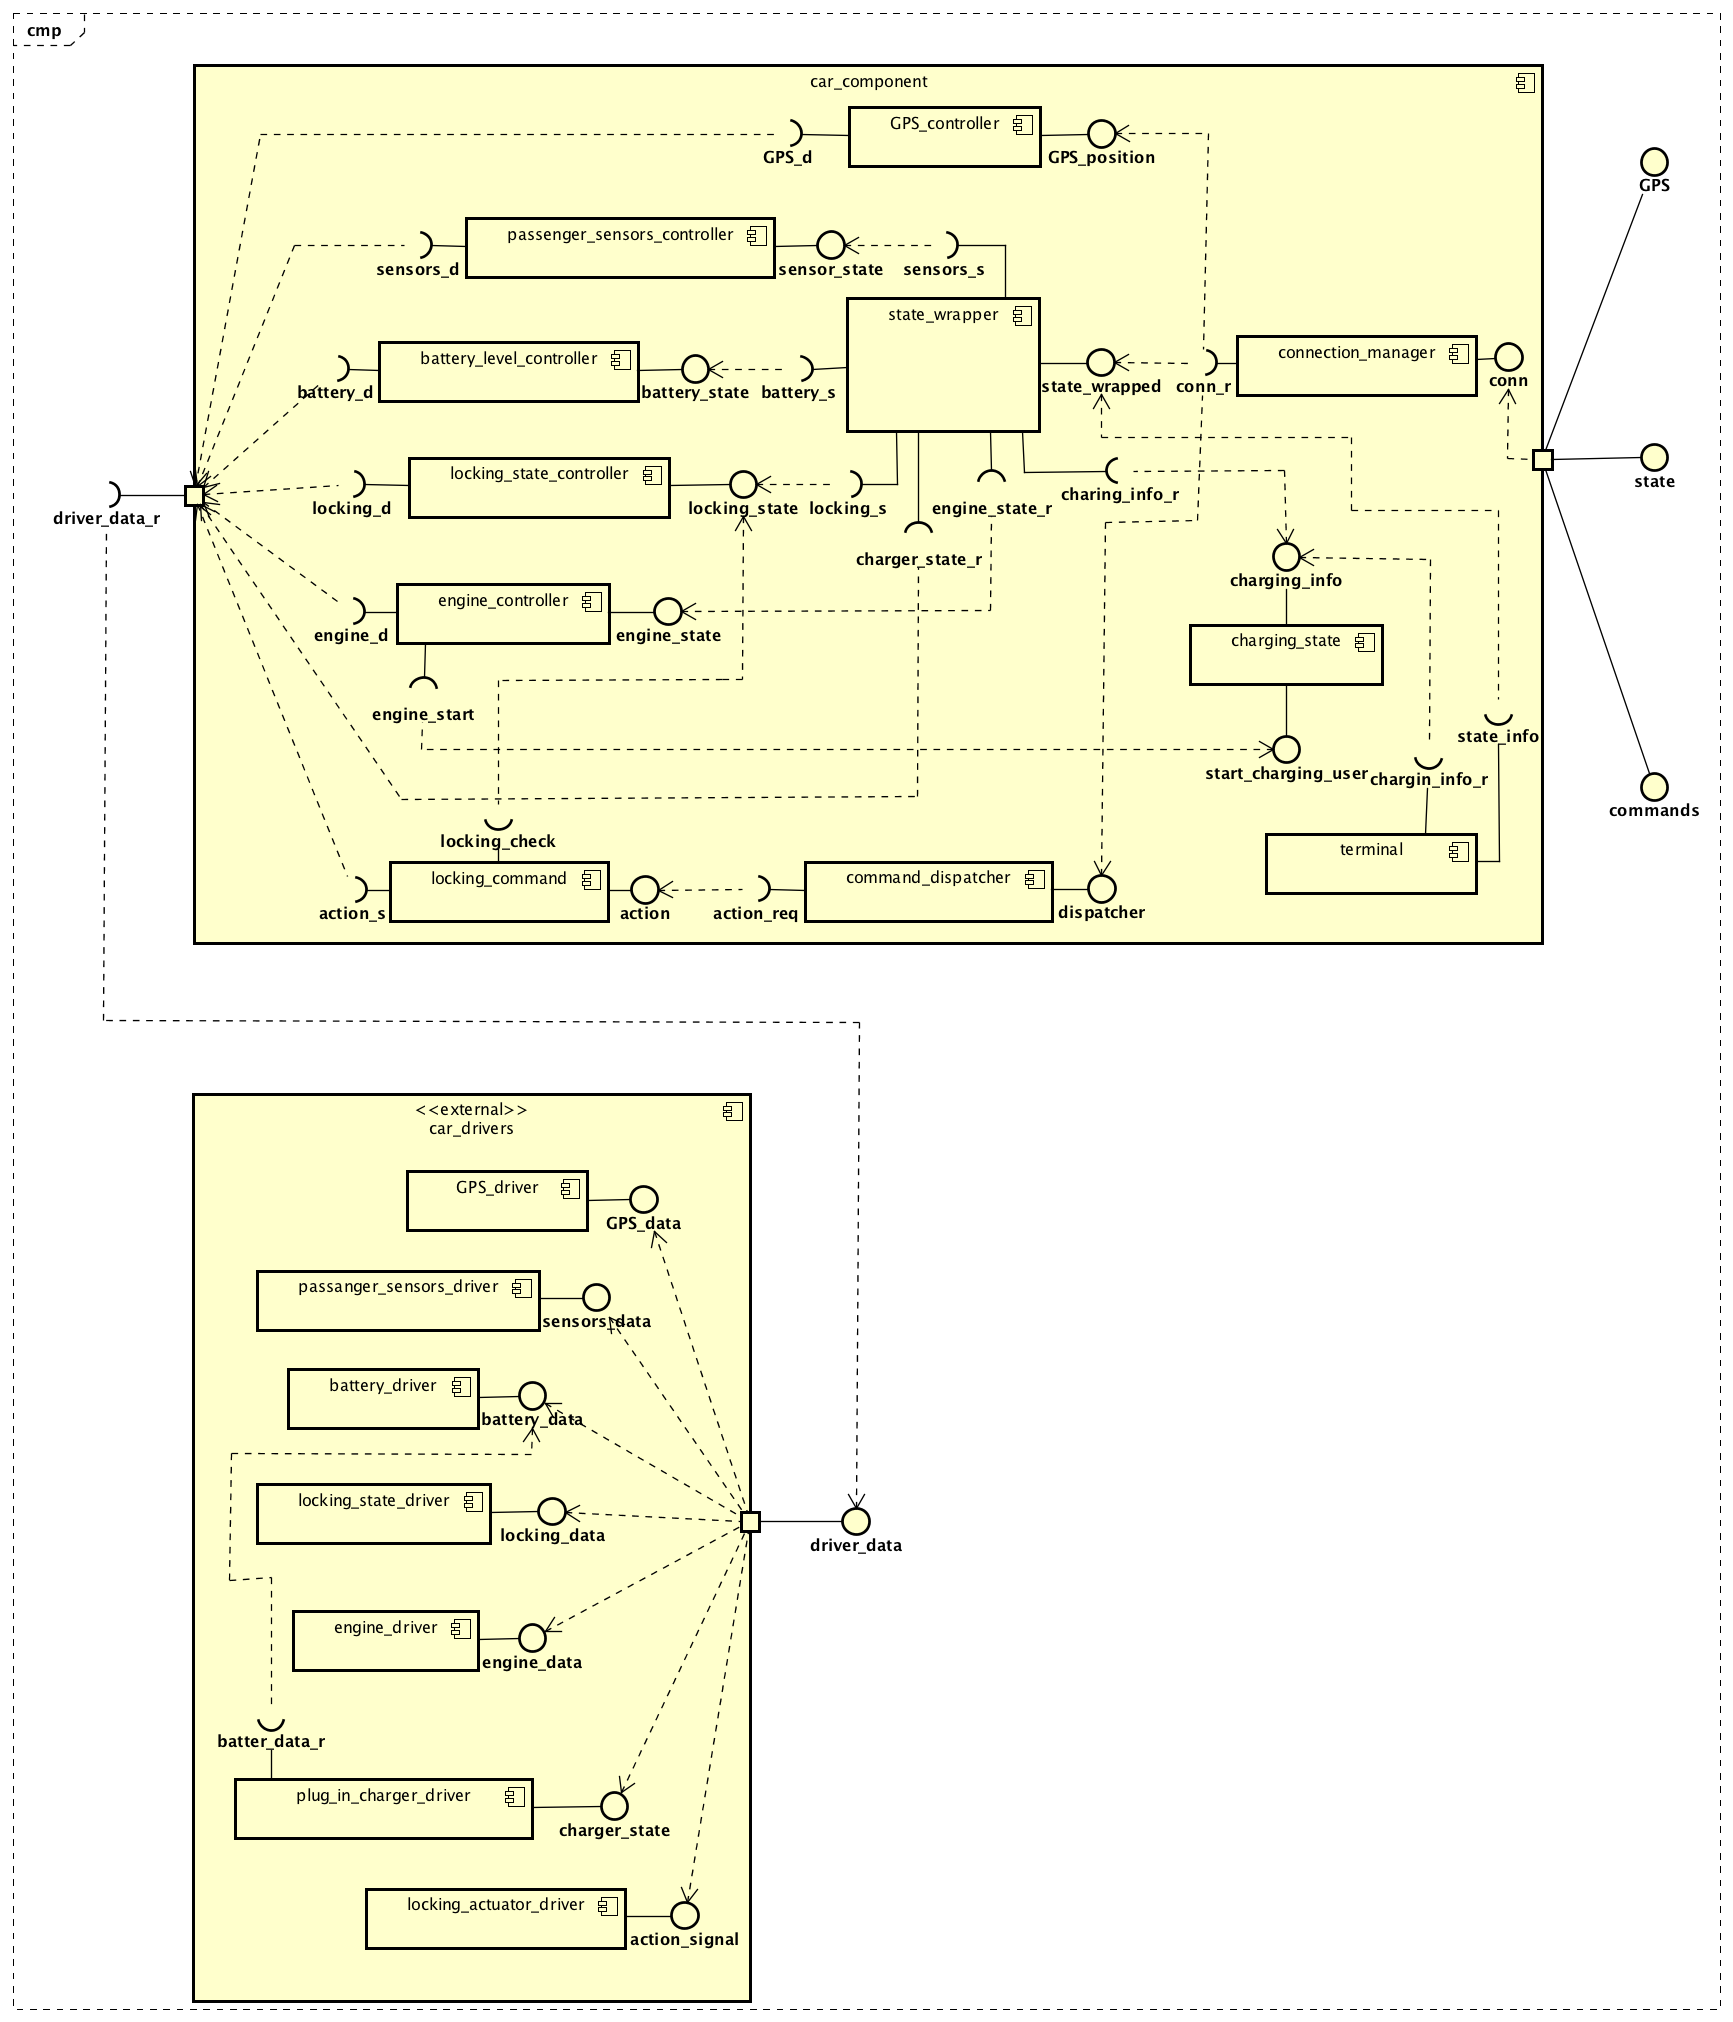 cmp
car_component
GPS_controller
GPS_d
GPS_position
GPS
passenger_sensors_controller
sensors_d
sensor_state
sensors_s
state_wrapper
battery_level_controller
connection_manager
battery_d
battery_state
battery_s
state_wrapped
conn_r
conn
locking_state_controller
state
locking_d
locking_state
locking_s
engine_state_r
charing_info_r
driver_data_r
charger_state_r
charging_info
engine_controller
engine_d
engine_state
charging_state
engine_start
state_info
start_charging_user
chargin_info_r
commands
locking_check
terminal
locking_command
command_dispatcher
action_s
action
action_req
dispatcher
<<external>>
car_drivers
GPS_driver
GPS_data
passanger_sensors_driver
sensors_data
battery_driver
battery_data
locking_state_driver
locking_data
driver_data
engine_driver
engine_data
batter_data_r
plug_in_charger_driver
charger_state
locking_actuator_driver
action_signal